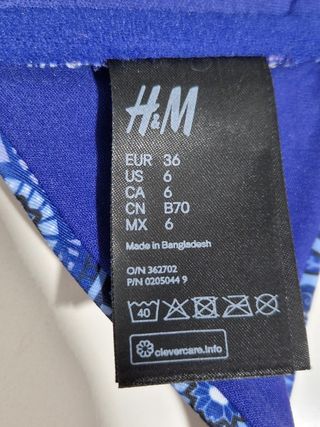 H&M
EUR 36
US 6
CA 6
CN B70
MX 6
Made in Bangladesh
O/N 362702
P/N 0205044 9
40
clevercare.info